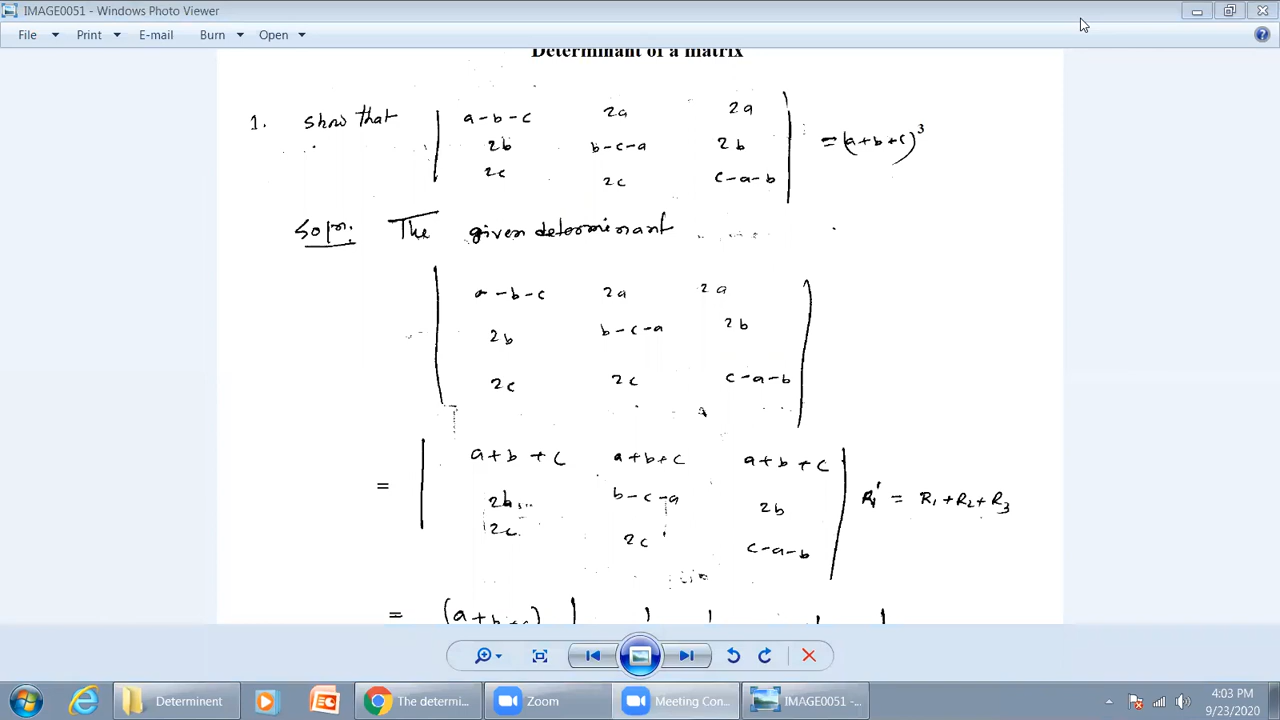 IMAGE0051 - Windows Photo Viewer
File Print E-mail Burn Open
Determinant of a matrix
1. show that | a-b-c 2a 2a |
| 2b b-c-a 2b | = (a+b+c)³
| 2c 2c c-a-b |
Soln. The given determinant
| a-b-c 2a 2a |
| 2b b-c-a 2b |
| 2c 2c c-a-b |
= | a+b+c a+b+c a+b+c |
| 2b b-c-a 2b | R₁' = R₁+R₂+R₃
| 2c 2c c-a-b |
= (a+b+c) |
Determinent
The determi...
Zoom
Meeting Con...
IMAGE0051 -...
4:03 PM
9/23/2020